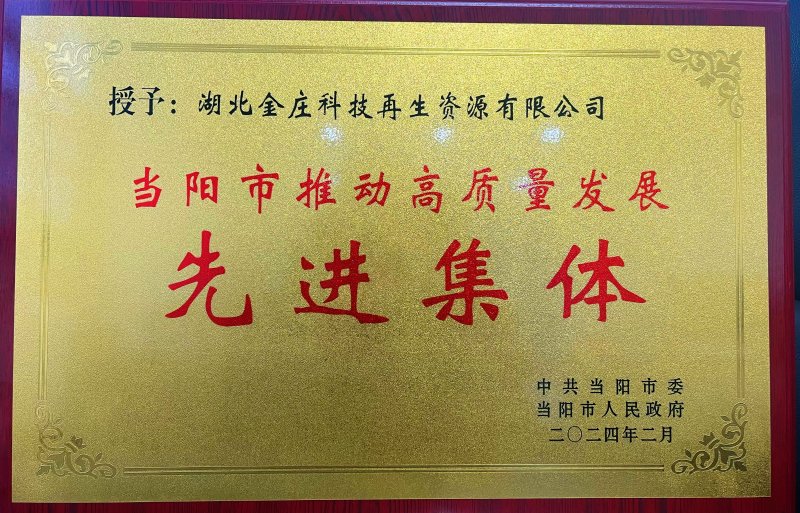 授予：湖北金庄科技再生资源有限公司
当阳市推动高质量发展
先进集体
中共当阳市委
当阳市人民政府
二〇二四年二月